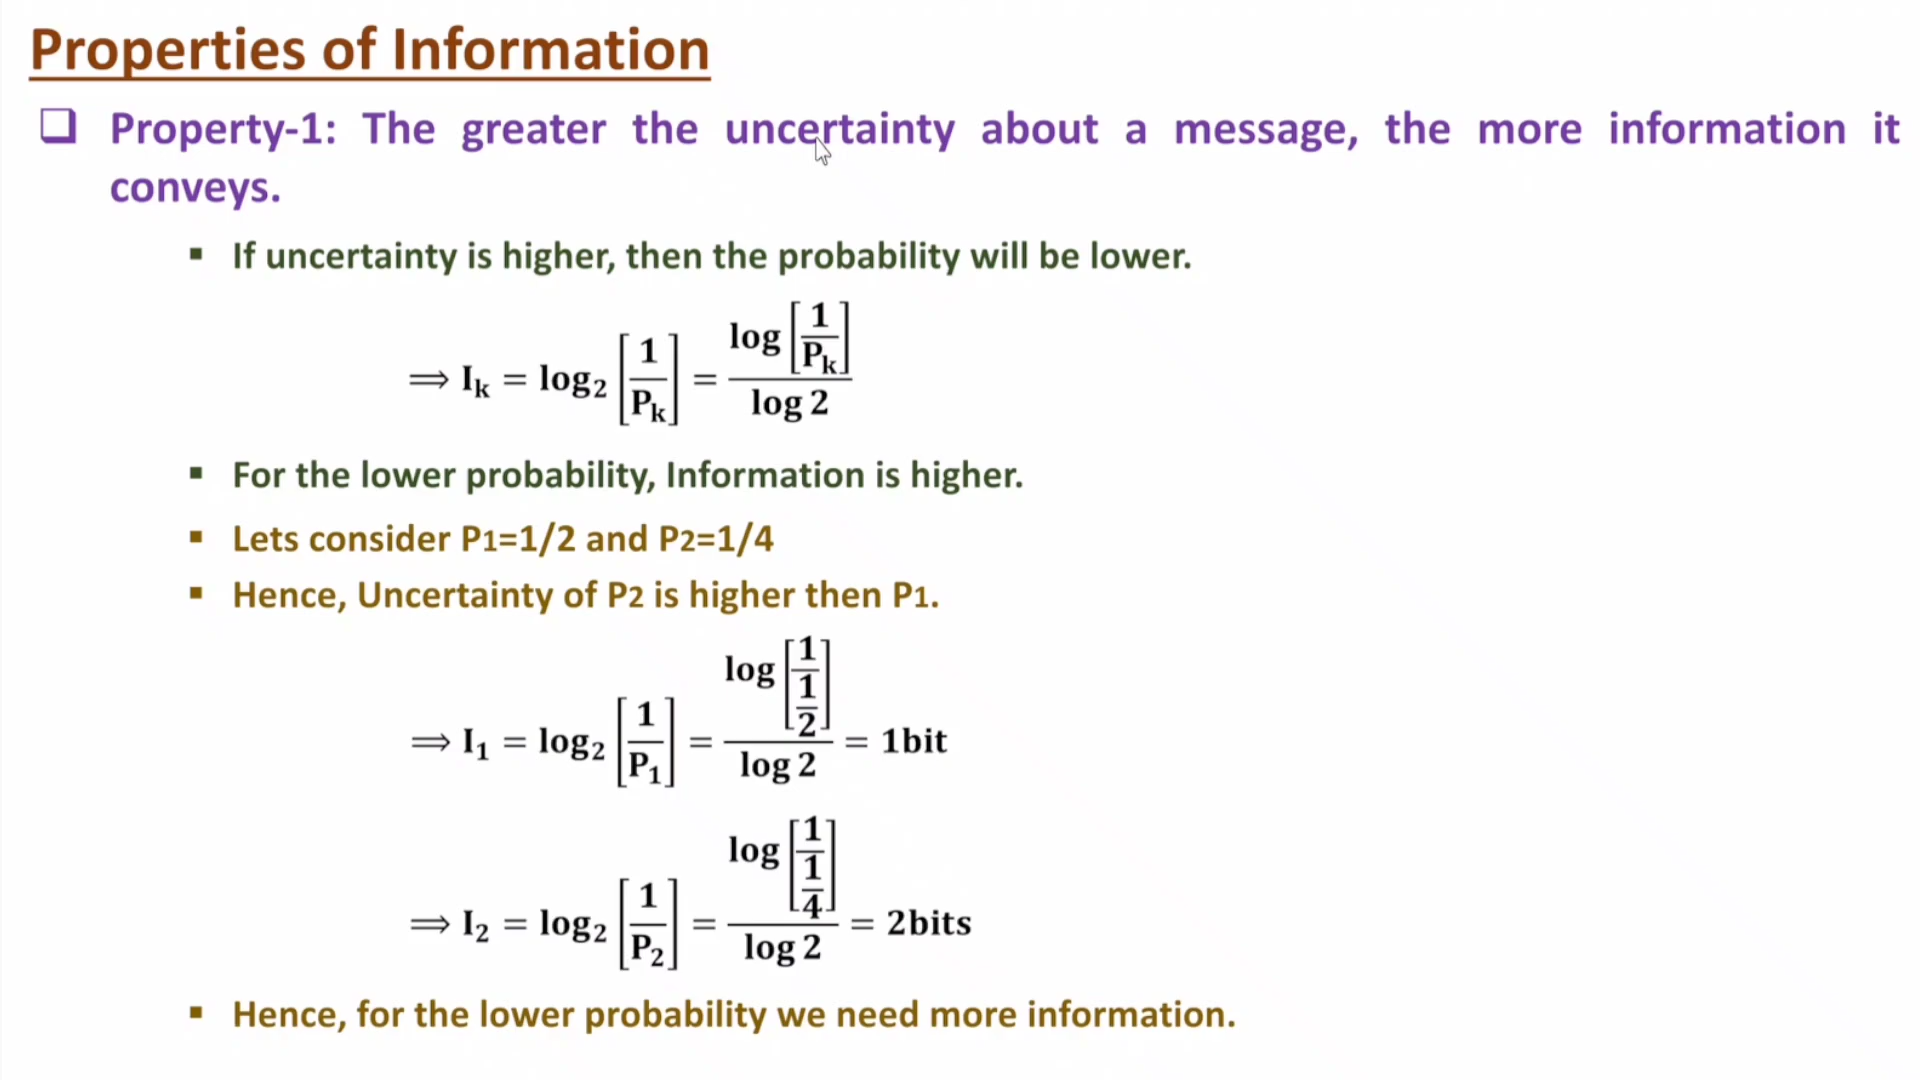 Properties of Information
❑ Property-1: The greater the uncertainty about a message, the more information it
conveys.
▪ If uncertainty is higher, then the probability will be lower.
⟹ I_k = log₂ [1/P_k] = log [1/P_k] / log 2
▪ For the lower probability, Information is higher.
▪ Lets consider P1=1/2 and P2=1/4
▪ Hence, Uncertainty of P2 is higher then P1.
⟹ I₁ = log₂ [1/P₁] = log [1/(1/2)] / log 2 = 1bit
⟹ I₂ = log₂ [1/P₂] = log [1/(1/4)] / log 2 = 2bits
▪ Hence, for the lower probability we need more information.